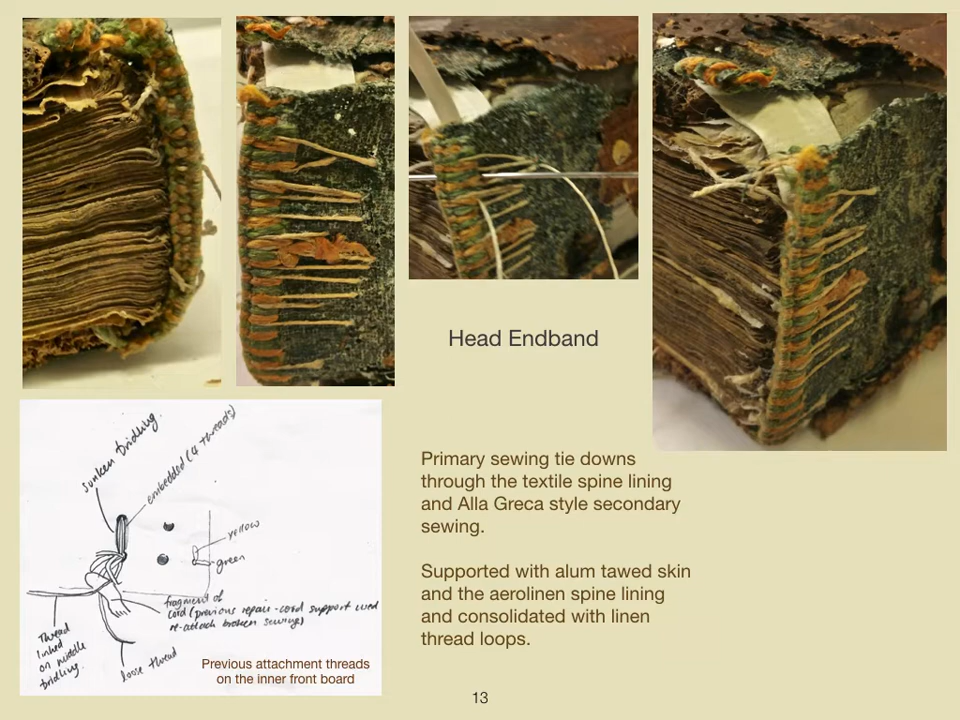 Head Endband
Primary sewing tie downs
through the textile spine lining
and Alla Greca style secondary
sewing.
Supported with alum tawed skin
and the aerolinen spine lining
and consolidated with linen
thread loops.
sunken bridling.
embedded (4 threads)
yellow
green
fragment of
cord (previous repair - cord support used
re-attach broken sewing)
Thread
linked
on middle
bridling.
loose thread
Previous attachment threads
on the inner front board
13